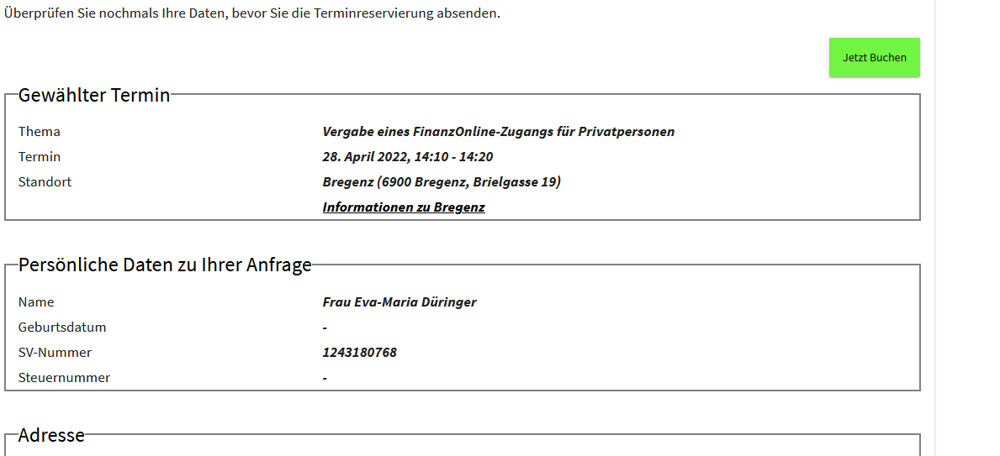 Überprüfen Sie nochmals Ihre Daten, bevor Sie die Terminreservierung absenden.
Jetzt Buchen
Gewählter Termin
Thema Vergabe eines FinanzOnline-Zugangs für Privatpersonen
Termin 28. April 2022, 14:10 - 14:20
Standort Bregenz (6900 Bregenz, Brielgasse 19)
Informationen zu Bregenz
Persönliche Daten zu Ihrer Anfrage
Name Frau Eva-Maria Düringer
Geburtsdatum -
SV-Nummer 1243180768
Steuernummer -
Adresse